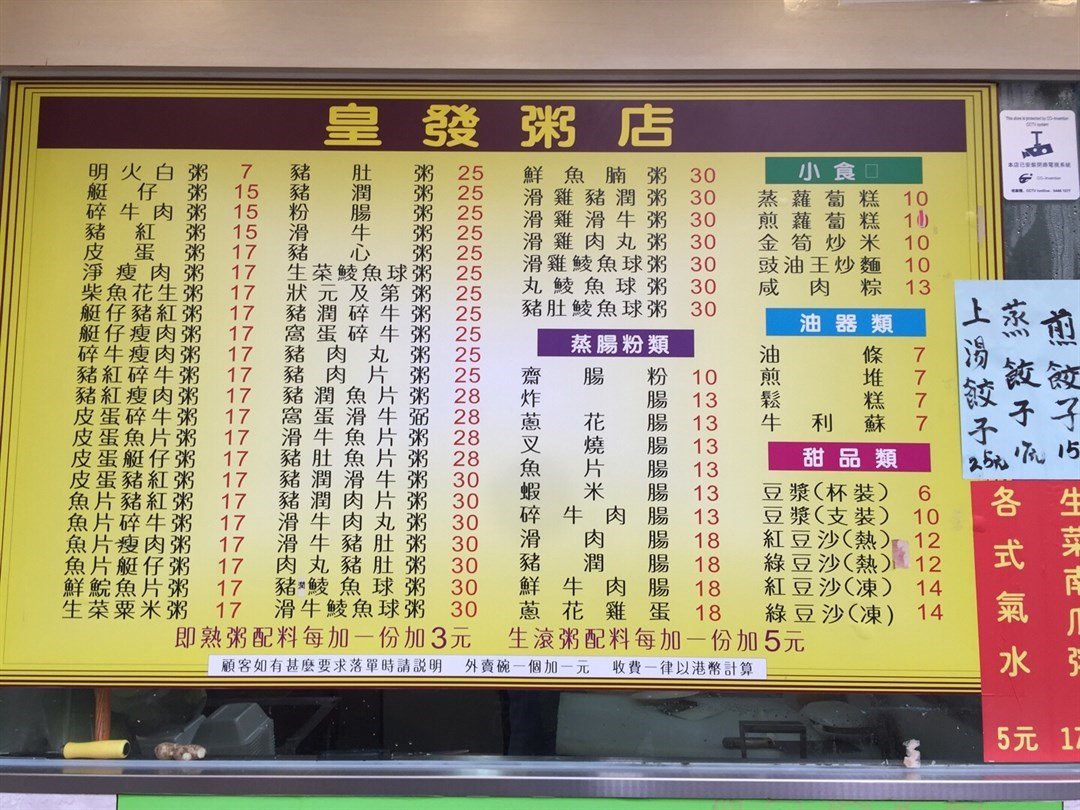 皇發粥店
明火白粥 7
艇仔粥 15
碎牛肉粥 15
豬紅粥 15
皮蛋粥 17
淨瘦肉粥 17
柴魚花生粥 17
艇仔豬紅粥 17
艇仔瘦肉粥 17
碎牛瘦肉粥 17
豬紅碎牛粥 17
豬紅瘦肉粥 17
皮蛋碎牛粥 17
皮蛋魚片粥 17
皮蛋艇仔粥 17
皮蛋豬紅粥 17
魚片豬紅粥 17
魚片碎牛粥 17
魚片瘦肉粥 17
魚片艇仔粥 17
鮮鯇魚片粥 17
生菜粟米粥 17
豬肚粥 25
豬潤粥 25
粉腸粥 25
滑牛粥 25
豬心粥 25
生菜鯪魚球粥 25
狀元及第粥 25
豬潤碎牛粥 25
窩蛋碎牛粥 25
豬肉丸粥 25
豬肉片粥 25
豬潤魚片粥 28
窩蛋滑牛粥 28
滑牛魚片粥 28
豬肚魚片粥 28
豬潤滑牛粥 30
豬潤肉片粥 30
滑牛肉丸粥 30
滑牛豬肚粥 30
肉丸豬肚粥 30
豬潤鯪魚球粥 30
滑牛鯪魚球粥 30
鮮魚腩粥 30
滑雞豬潤粥 30
滑雞滑牛粥 30
滑雞肉丸粥 30
滑雞鯪魚球粥 30
丸鯪魚球粥 30
豬肚鯪魚球粥 30
蒸腸粉類
齋腸粉 10
炸腸 13
蔥花腸 13
叉燒腸 13
魚片腸 13
蝦米腸 13
碎牛肉腸 13
滑肉腸 18
豬潤腸 18
鮮牛肉腸 18
蔥花雞蛋 18
小食
蒸蘿蔔糕 10
煎蘿蔔糕 10
金筍炒米 10
豉油王炒麵 10
咸肉粽 13
油器類
油條 7
煎堆 7
鬆糕 7
牛利蘇 7
甜品類
豆漿(杯裝) 6
豆漿(支裝) 10
紅豆沙(熱) 12
綠豆沙(熱) 12
紅豆沙(凍) 14
綠豆沙(凍) 14
即熟粥配料每加一份加3元 生滾粥配料每加一份加5元
顧客如有甚麼要求落單時請說明 外賣碗一個加一元 收費一律以港幣計算
本店已安裝閉路電視系統
煎餃子15
蒸餃子
上湯餃子25元
生菜南瓜粥
17
各式氣水
5元